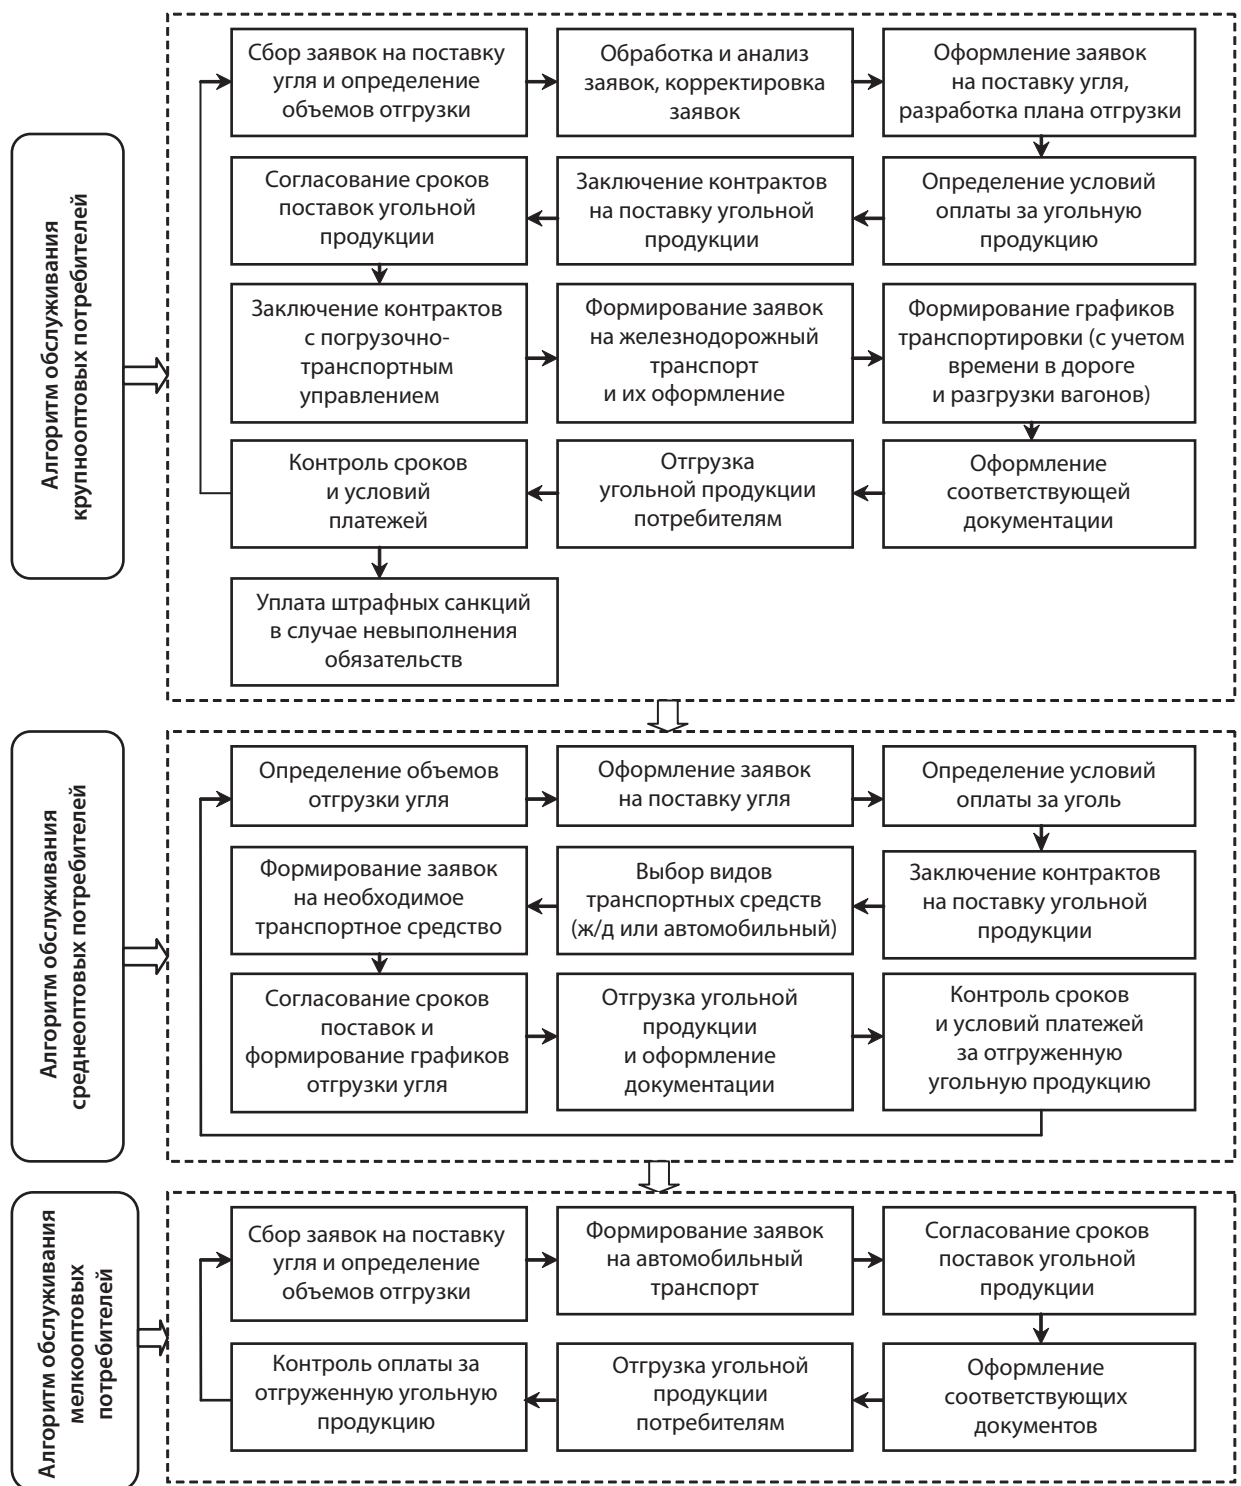 Алгоритм обслуживания
крупнооптовых потребителей
Сбор заявок на поставку
угля и определение
объемов отгрузки
Обработка и анализ
заявок, корректировка
заявок
Оформление заявок
на поставку угля,
разработка плана отгрузки
Согласование сроков
поставок угольной
продукции
Заключение контрактов
на поставку угольной
продукции
Определение условий
оплаты за угольную
продукцию
Заключение контрактов
с погрузочно-
транспортным
управлением
Формирование заявок
на железнодорожный
транспорт
и их оформление
Формирование графиков
транспортировки (с учетом
времени в дороге
и разгрузки вагонов)
Контроль сроков
и условий
платежей
Отгрузка
угольной продукции
потребителям
Оформление
соответствующей
документации
Уплата штрафных санкций
в случае невыполнения
обязательств
Алгоритм обслуживания
среднеоптовых потребителей
Определение объемов
отгрузки угля
Оформление заявок
на поставку угля
Определение условий
оплаты за уголь
Формирование заявок
на необходимое
транспортное средство
Выбор видов
транспортных средств
(ж/д или автомобильный)
Заключение контрактов
на поставку угольной
продукции
Согласование сроков
поставок и
формирование графиков
отгрузки угля
Отгрузка угольной
продукции
и оформление
документации
Контроль сроков
и условий платежей
за отгруженную
угольную продукцию
Алгоритм обслуживания
мелкооптовых
потребителей
Сбор заявок на поставку
угля и определение
объемов отгрузки
Формирование заявок
на автомобильный
транспорт
Согласование сроков
поставок угольной
продукции
Контроль оплаты за
отгруженную угольную
продукцию
Отгрузка угольной
продукции
потребителям
Оформление
соответствующих
документов